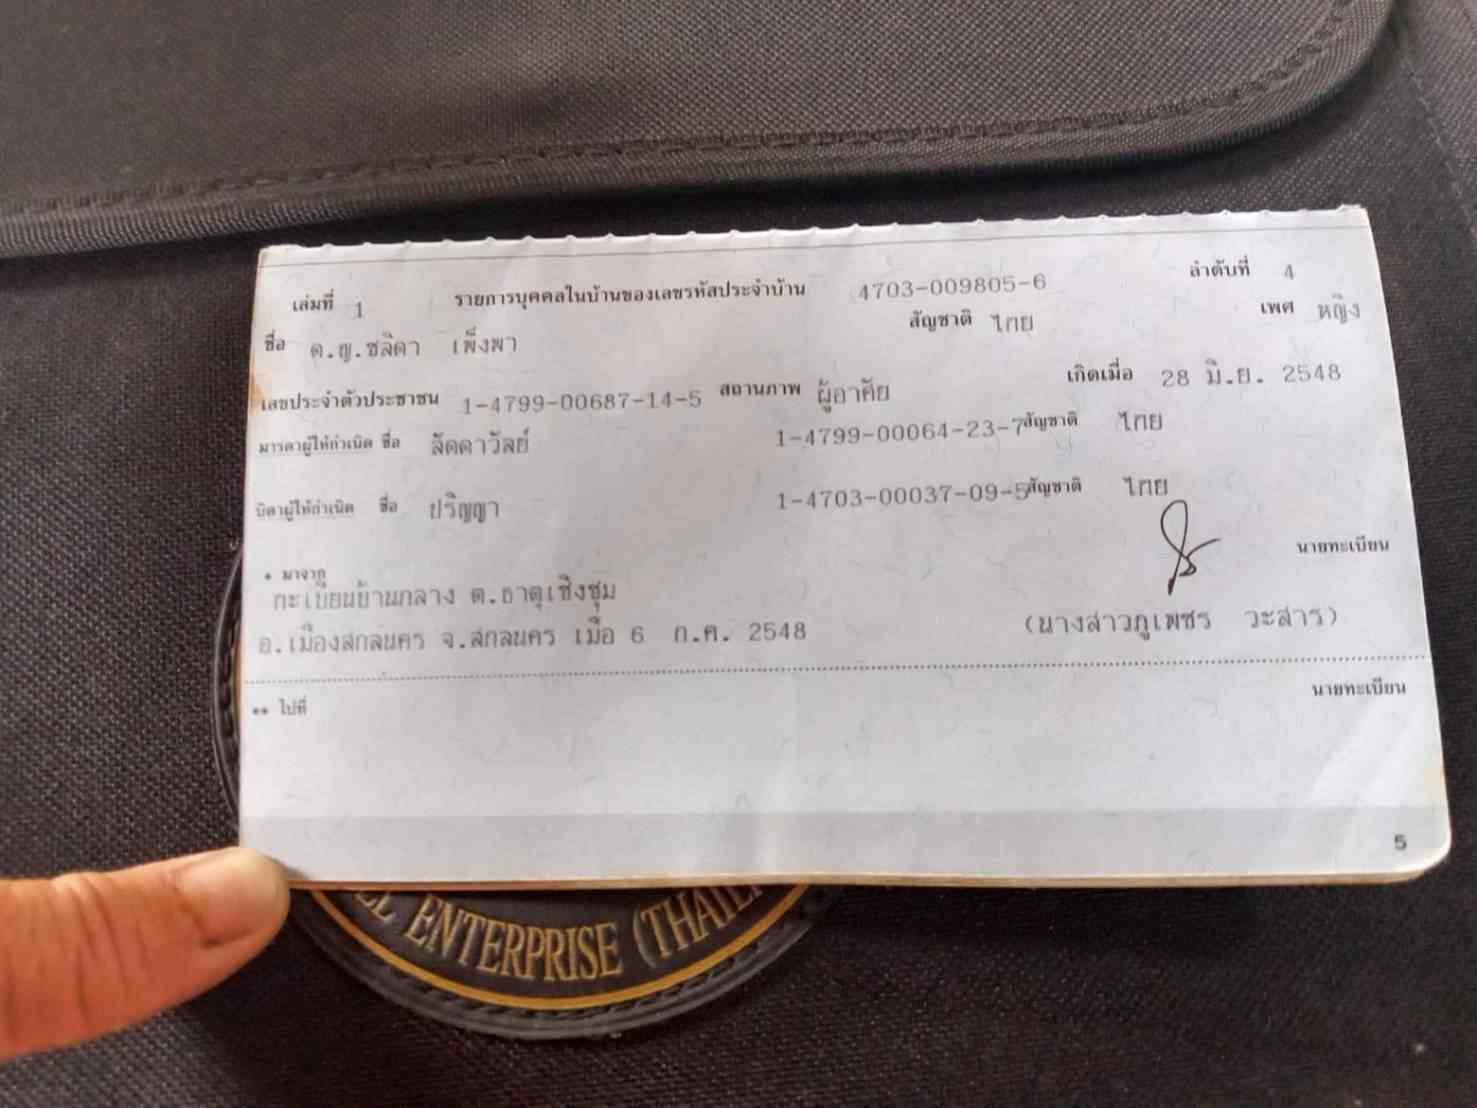 เล่มที่ 1 รายการบุคคลในบ้านของเลขรหัสประจำบ้าน 4703-009805-6 ลำดับที่ 4
ชื่อ ด.ญ.ชลิดา เพ็งพา สัญชาติ ไทย เพศ หญิง
เลขประจำตัวประชาชน 1-4799-00687-14-5 สถานภาพ ผู้อาศัย เกิดเมื่อ 28 มิ.ย. 2548
มารดาผู้ให้กำเนิด ชื่อ ลัดดาวัลย์ 1-4799-00064-23-7 สัญชาติ ไทย
บิดาผู้ให้กำเนิด ชื่อ ปริญญา 1-4703-00037-09-5 สัญชาติ ไทย
* มาจาก
ทะเบียนบ้านกลาง ต.ธาตุเชิงชุม นายทะเบียน
อ.เมืองสกลนคร จ.สกลนคร เมื่อ 6 ก.ค. 2548 (นางสาวภูเพชร วะสาร)
** ไปที่ นายทะเบียน
5
ENTERPRISE (THAIL